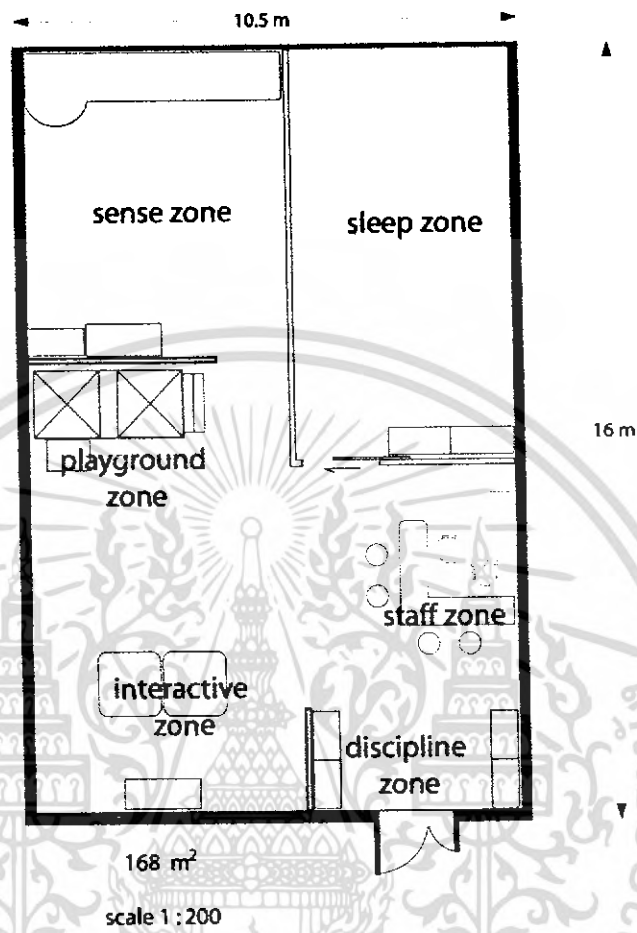 10.5 m
sense zone
sleep zone
16 m
playground
zone
staff zone
interactive
zone
discipline
zone
168 m²
scale 1 : 200